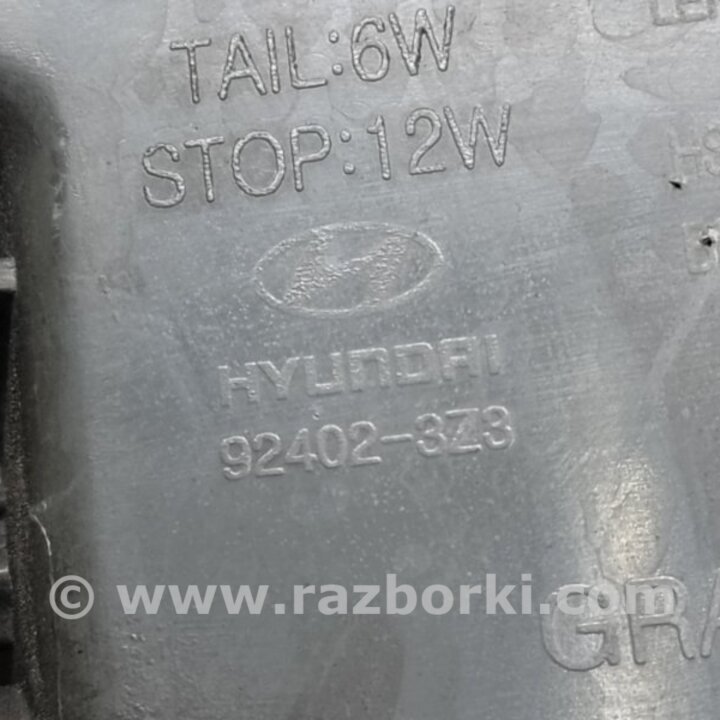 TAIL:6W
STOP:12W
HYUNDAI
92402-3Z3
© www.razborki.com